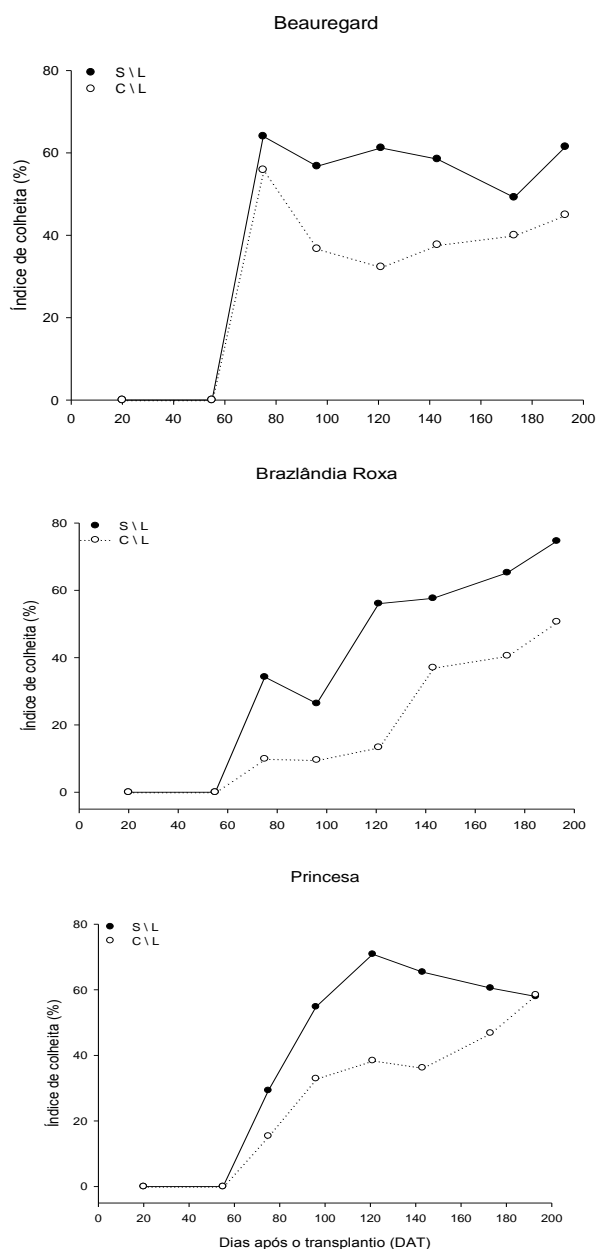 Beauregard
80
S \ L
C \ L
60
40
20
0
Índice de colheita (%)
0 20 40 60 80 100 120 140 160 180 200
Brazlândia Roxa
80
S \ L
C \ L
60
40
20
0
Índice de colheita (%)
0 20 40 60 80 100 120 140 160 180 200
Princesa
80
S \ L
C \ L
60
40
20
0
Índice de colheita (%)
0 20 40 60 80 100 120 140 160 180 200
Dias após o transplantio (DAT)